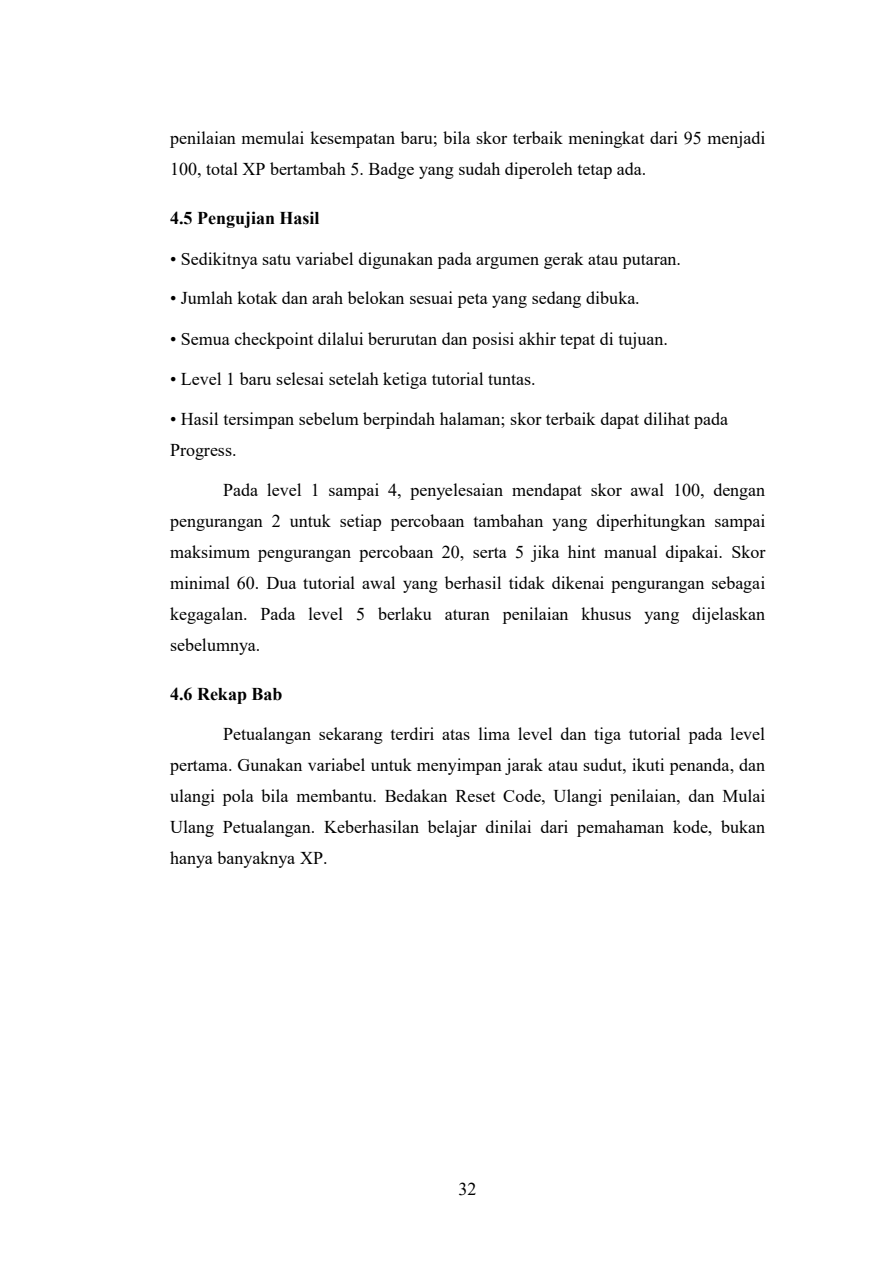 penilaian memulai kesempatan baru; bila skor terbaik meningkat dari 95 menjadi
100, total XP bertambah 5. Badge yang sudah diperoleh tetap ada.
4.5 Pengujian Hasil
• Sedikitnya satu variabel digunakan pada argumen gerak atau putaran.
• Jumlah kotak dan arah belokan sesuai peta yang sedang dibuka.
• Semua checkpoint dilalui berurutan dan posisi akhir tepat di tujuan.
• Level 1 baru selesai setelah ketiga tutorial tuntas.
• Hasil tersimpan sebelum berpindah halaman; skor terbaik dapat dilihat pada
Progress.
Pada level 1 sampai 4, penyelesaian mendapat skor awal 100, dengan
pengurangan 2 untuk setiap percobaan tambahan yang diperhitungkan sampai
maksimum pengurangan percobaan 20, serta 5 jika hint manual dipakai. Skor
minimal 60. Dua tutorial awal yang berhasil tidak dikenai pengurangan sebagai
kegagalan. Pada level 5 berlaku aturan penilaian khusus yang dijelaskan
sebelumnya.
4.6 Rekap Bab
Petualangan sekarang terdiri atas lima level dan tiga tutorial pada level
pertama. Gunakan variabel untuk menyimpan jarak atau sudut, ikuti penanda, dan
ulangi pola bila membantu. Bedakan Reset Code, Ulangi penilaian, dan Mulai
Ulang Petualangan. Keberhasilan belajar dinilai dari pemahaman kode, bukan
hanya banyaknya XP.
32